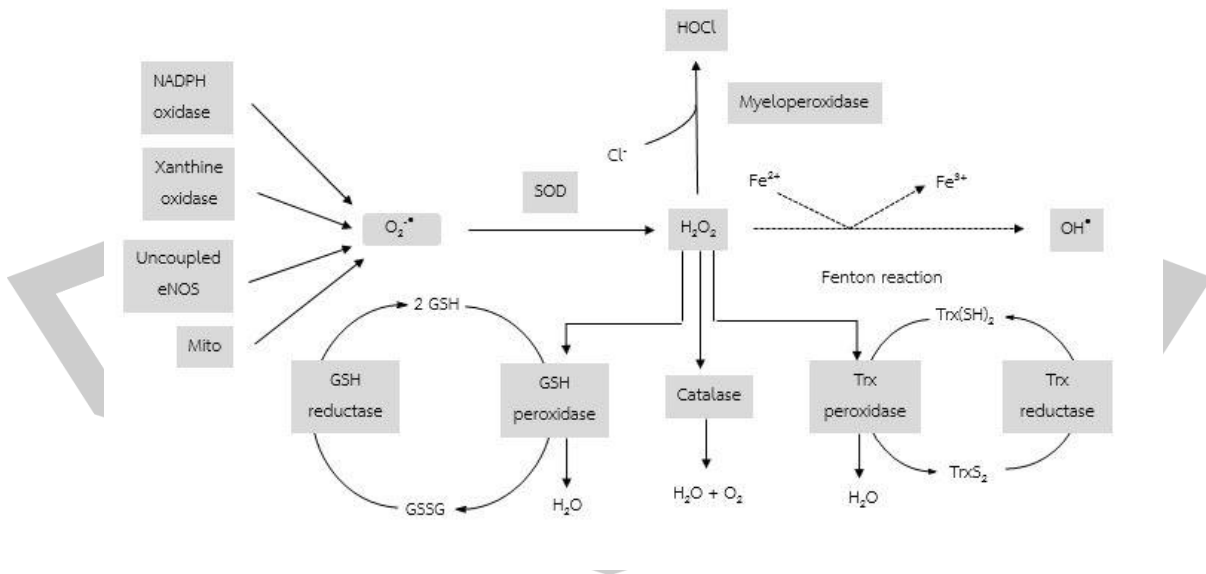 HOCl
NADPH
oxidase
Myeloperoxidase
Cl⁻
Xanthine
oxidase
SOD
Fe²⁺
Fe³⁺
O₂⁻•
H₂O₂
OH•
Uncoupled
eNOS
Fenton reaction
2 GSH
Trx(SH)₂
Mito
GSH
reductase
GSH
peroxidase
Catalase
Trx
peroxidase
Trx
reductase
GSSG
H₂O
H₂O + O₂
H₂O
TrxS₂